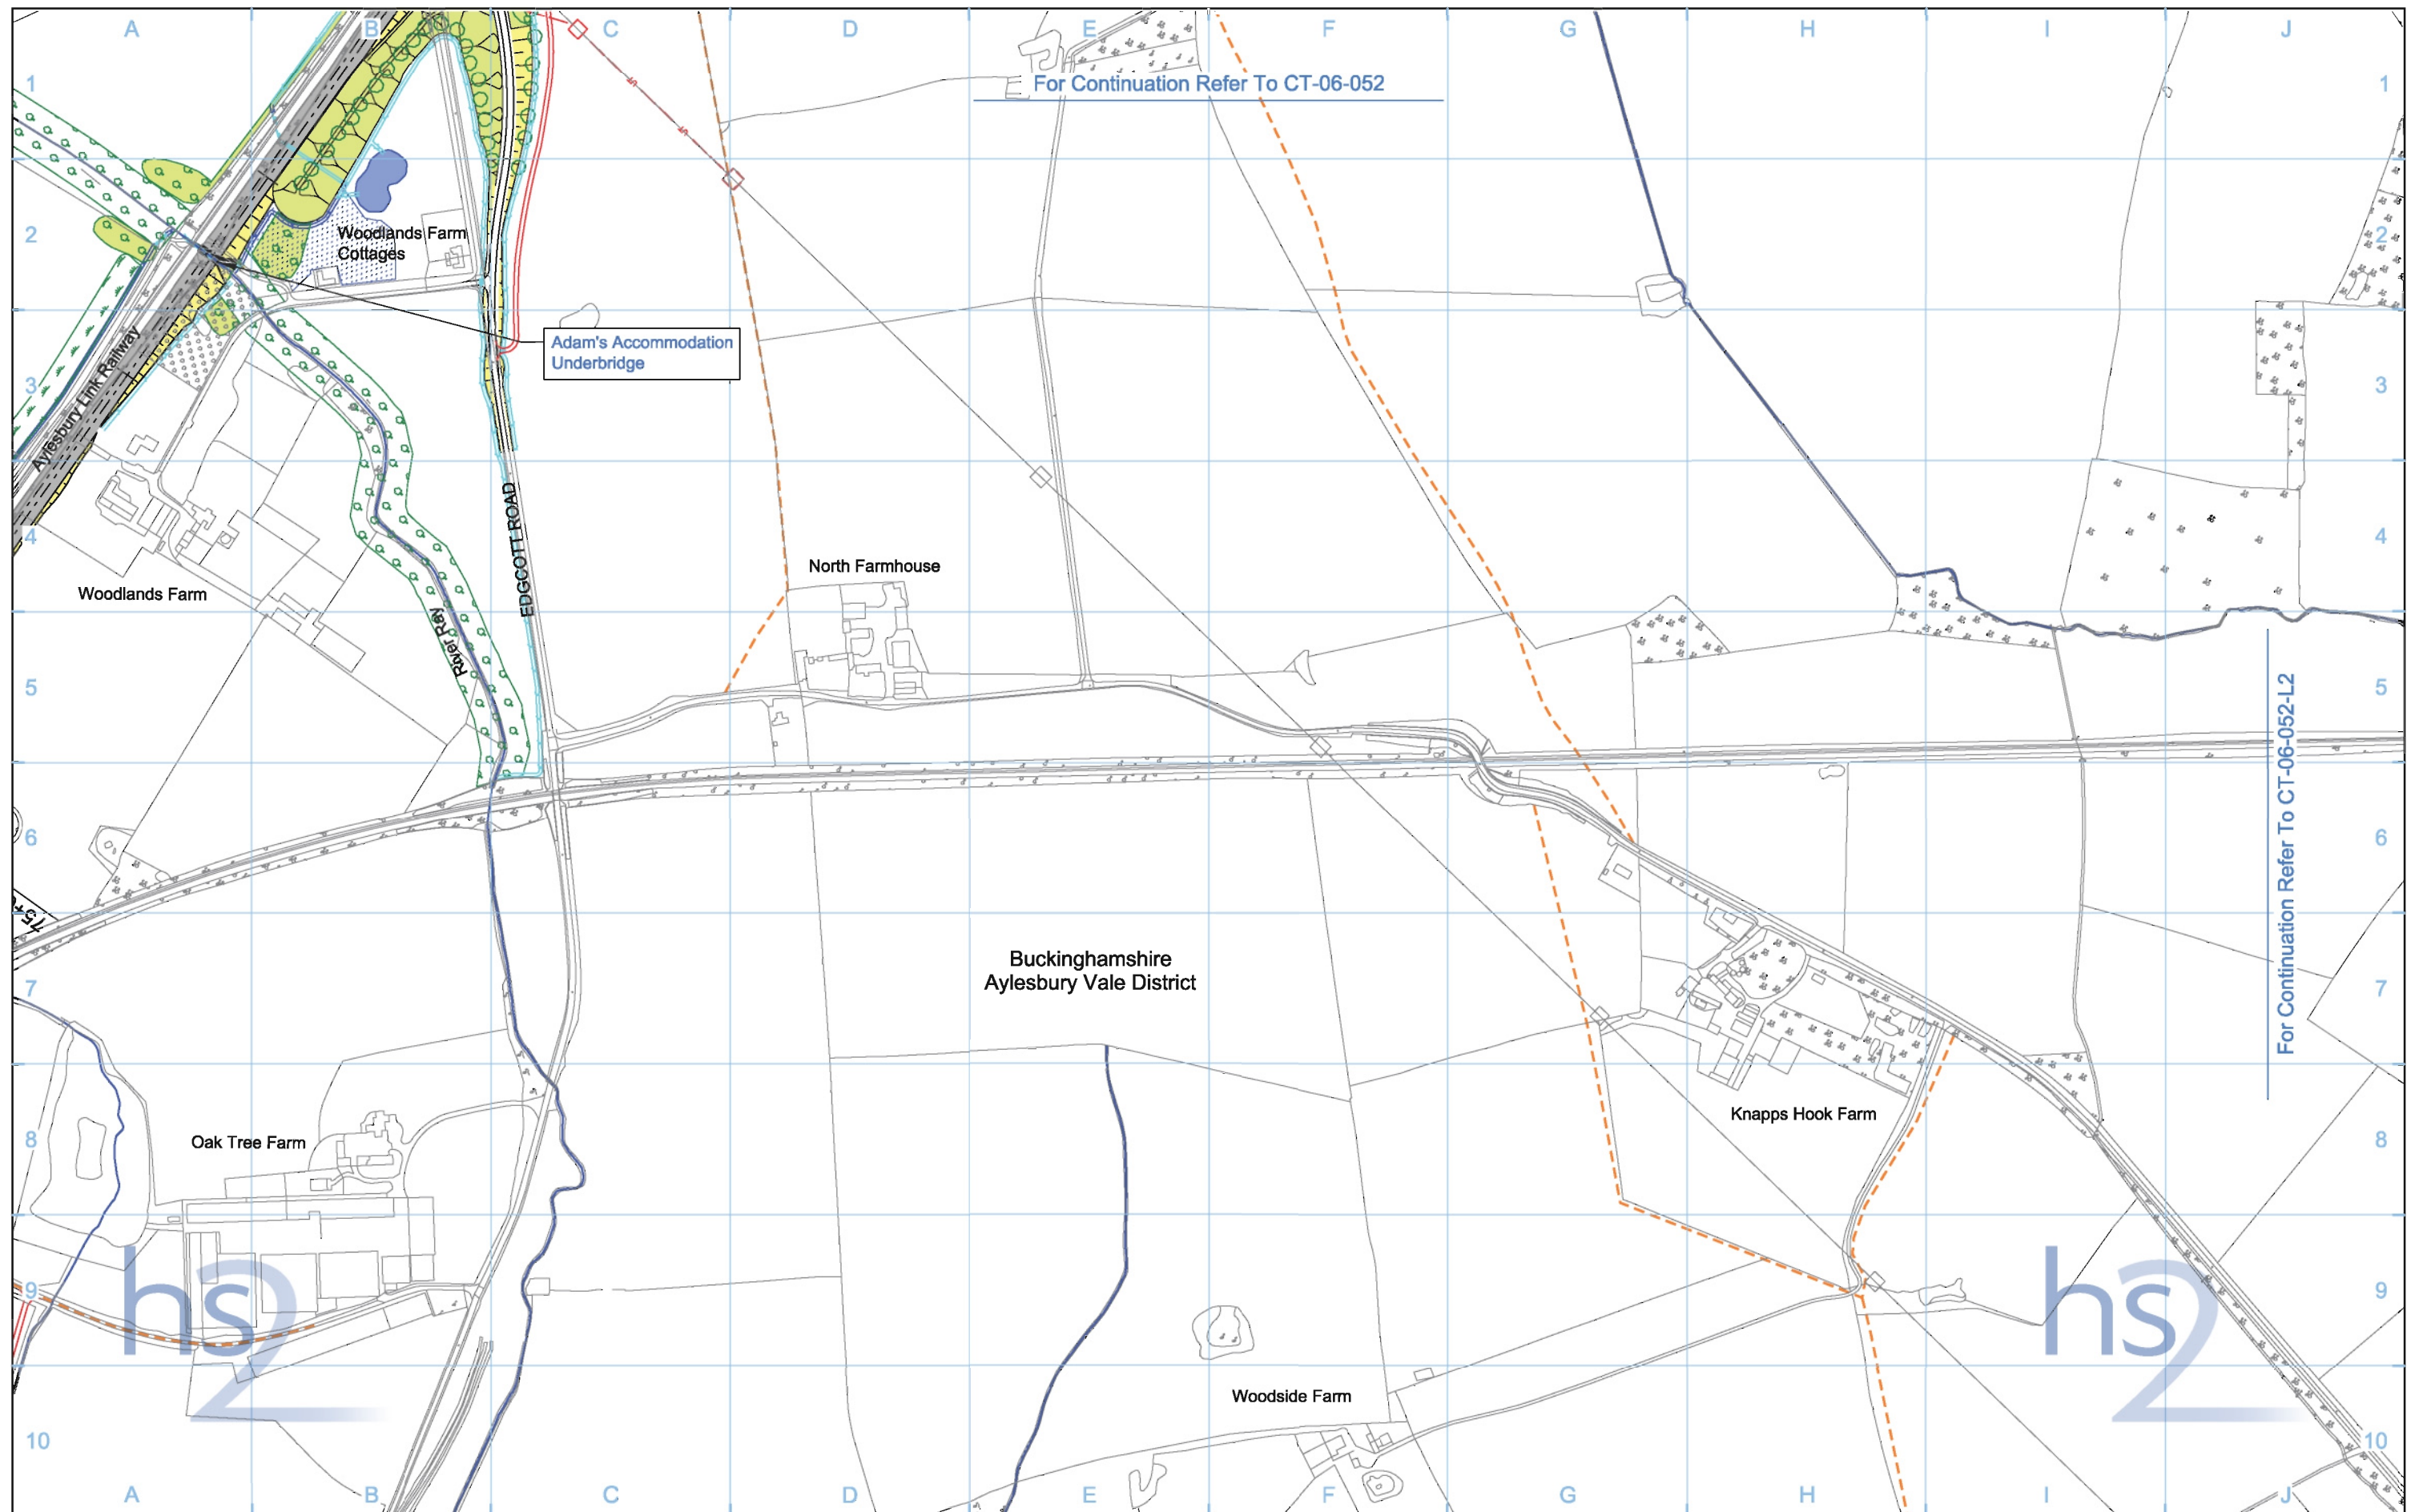 A B C D E F G H I J
1 For Continuation Refer To CT-06-052 1
2 Woodlands Farm
Cottages 2
Adam's Accommodation
Underbridge
3 Aylesbury Link Railway 3
4 EDGCOTT ROAD 4
North Farmhouse
Woodlands Farm
River Ray
5 5
For Continuation Refer To CT-06-052-L2
6 6
Buckinghamshire
Aylesbury Vale District
7 7
Knapps Hook Farm
8 Oak Tree Farm 8
9 9
hs2 hs2
Woodside Farm
10 10
A B C D E F G H I J